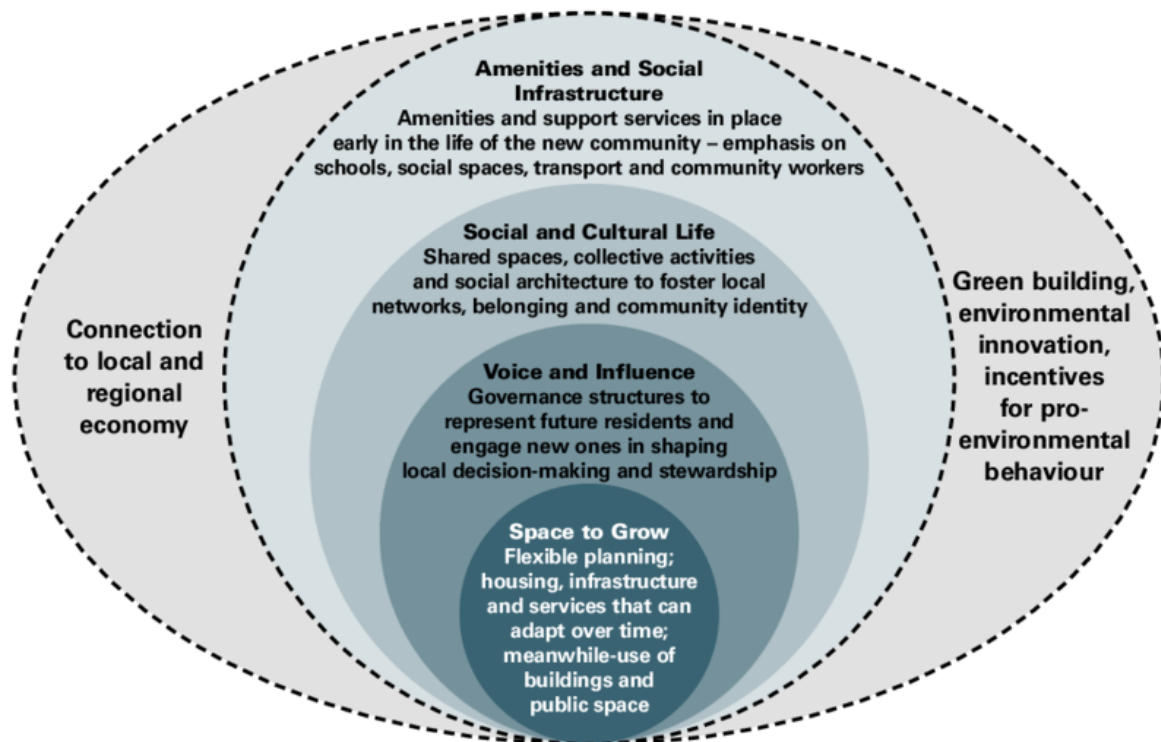 Amenities and Social
Infrastructure
Amenities and support services in place
early in the life of the new community – emphasis on
schools, social spaces, transport and community workers
Social and Cultural Life
Shared spaces, collective activities
and social architecture to foster local
networks, belonging and community identity
Voice and Influence
Governance structures to
represent future residents and
engage new ones in shaping
local decision-making and stewardship
Space to Grow
Flexible planning;
housing, infrastructure
and services that can
adapt over time;
meanwhile-use of
buildings and
public space
Connection
to local and
regional
economy
Green building,
environmental
innovation,
incentives
for pro-
environmental
behaviour